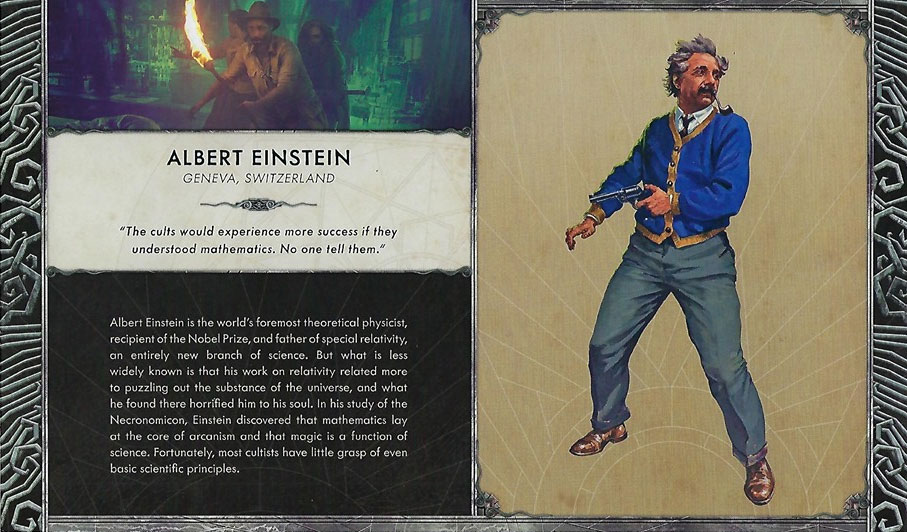 ALBERT EINSTEIN
GENEVA, SWITZERLAND
“The cults would experience more success if they
understood mathematics. No one tell them.“
Albert Einstein is the world’s foremost theoretical physicist,
recipient of the Nobel Prize, and father of special relativity,
an entirely new branch of science. But what is less
widely known is that his work on relativity related more
to puzzling out the substance of the universe, and what
he found there horrified him to his soul. In his study of the
Necronomicon, Einstein discovered that mathematics lay
at the core of arcanism and that magic is a function of
science. Fortunately, most cultists have little grasp of even
basic scientific principles.